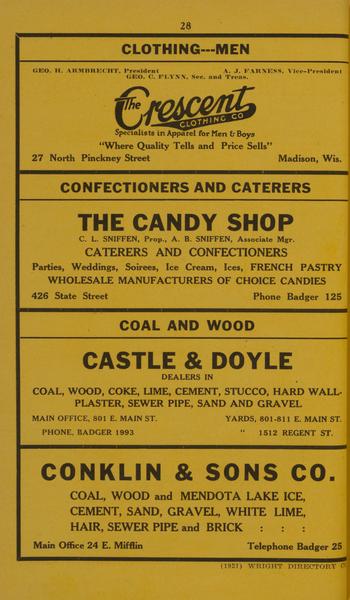 28
CLOTHING---MEN
GEO. H. ARMBRECHT, President A. J. FARNESS, Vice-President
GEO. C. FLYNN, Sec. and Treas.
The Crescent
CLOTHING CO
Specialists in Apparel for Men & Boys
"Where Quality Tells and Price Sells"
27 North Pinckney Street Madison, Wis.
CONFECTIONERS AND CATERERS
THE CANDY SHOP
C. L. SNIFFEN, Prop., A. B. SNIFFEN, Associate Mgr.
CATERERS AND CONFECTIONERS
Parties, Weddings, Soirees, Ice Cream, Ices, FRENCH PASTRY
WHOLESALE MANUFACTURERS OF CHOICE CANDIES
426 State Street Phone Badger 125
COAL AND WOOD
CASTLE & DOYLE
DEALERS IN
COAL, WOOD, COKE, LIME, CEMENT, STUCCO, HARD WALL-
PLASTER, SEWER PIPE, SAND AND GRAVEL
MAIN OFFICE, 801 E. MAIN ST. YARDS, 801-811 E. MAIN ST.
PHONE, BADGER 1993 " 1512 REGENT ST.
CONKLIN & SONS CO.
COAL, WOOD and MENDOTA LAKE ICE,
CEMENT, SAND, GRAVEL, WHITE LIME,
HAIR, SEWER PIPE and BRICK : : :
Main Office 24 E. Mifflin Telephone Badger 25
(1921) WRIGHT DIRECTORY C